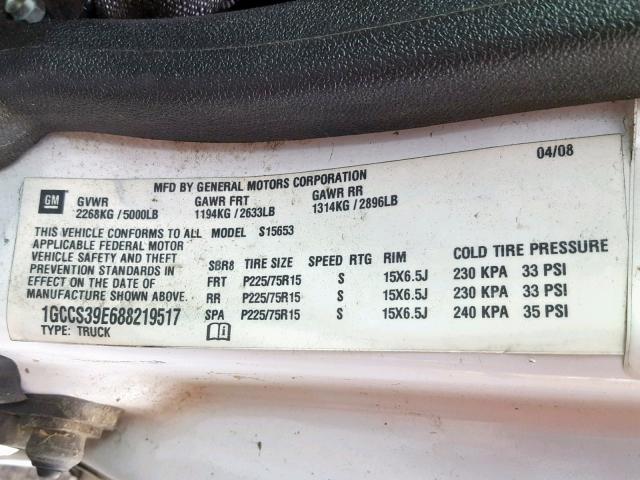 04/08
MFD BY GENERAL MOTORS CORPORATION
GM GVWR GAWR FRT GAWR RR
2268KG / 5000LB 1194KG / 2633LB 1314KG / 2896LB
THIS VEHICLE CONFORMS TO ALL MODEL S15653
APPLICABLE FEDERAL MOTOR
VEHICLE SAFETY AND THEFT
PREVENTION STANDARDS IN
EFFECT ON THE DATE OF
MANUFACTURE SHOWN ABOVE.
1GCCS39E688219517
TYPE: TRUCK
SBR8 TIRE SIZE SPEED RTG RIM COLD TIRE PRESSURE
FRT P225/75R15 S 15X6.5J 230 KPA 33 PSI
RR P225/75R15 S 15X6.5J 230 KPA 33 PSI
SPA P225/75R15 S 15X6.5J 240 KPA 35 PSI